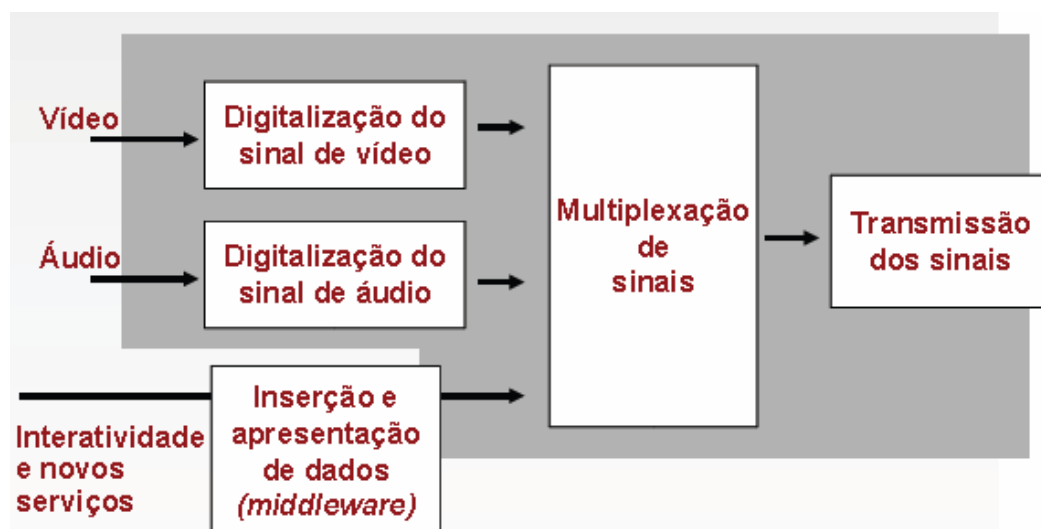 Vídeo
Digitalização do
sinal de vídeo
Áudio
Digitalização do
sinal de áudio
Interatividade
e novos
serviços
Inserção e
apresentação
de dados
(middleware)
Multiplexação
de
sinais
Transmissão
dos sinais